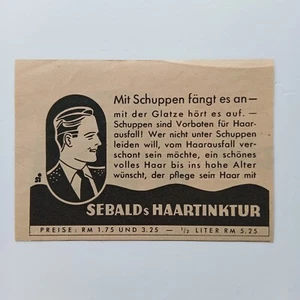 Mit Schuppen fängt es an —
mit der Glatze hört es auf. —
Schuppen sind Vorboten für Haar-
ausfall! Wer nicht unter Schuppen
leiden will, vom Haarausfall ver-
schont sein möchte, ein schönes
volles Haar bis ins hohe Alter
wünscht, der pflege sein Haar mit
SEBALDs HAARTINKTUR
PREISE: RM 1.75 UND 3.25 — ½ LITER RM 5.25